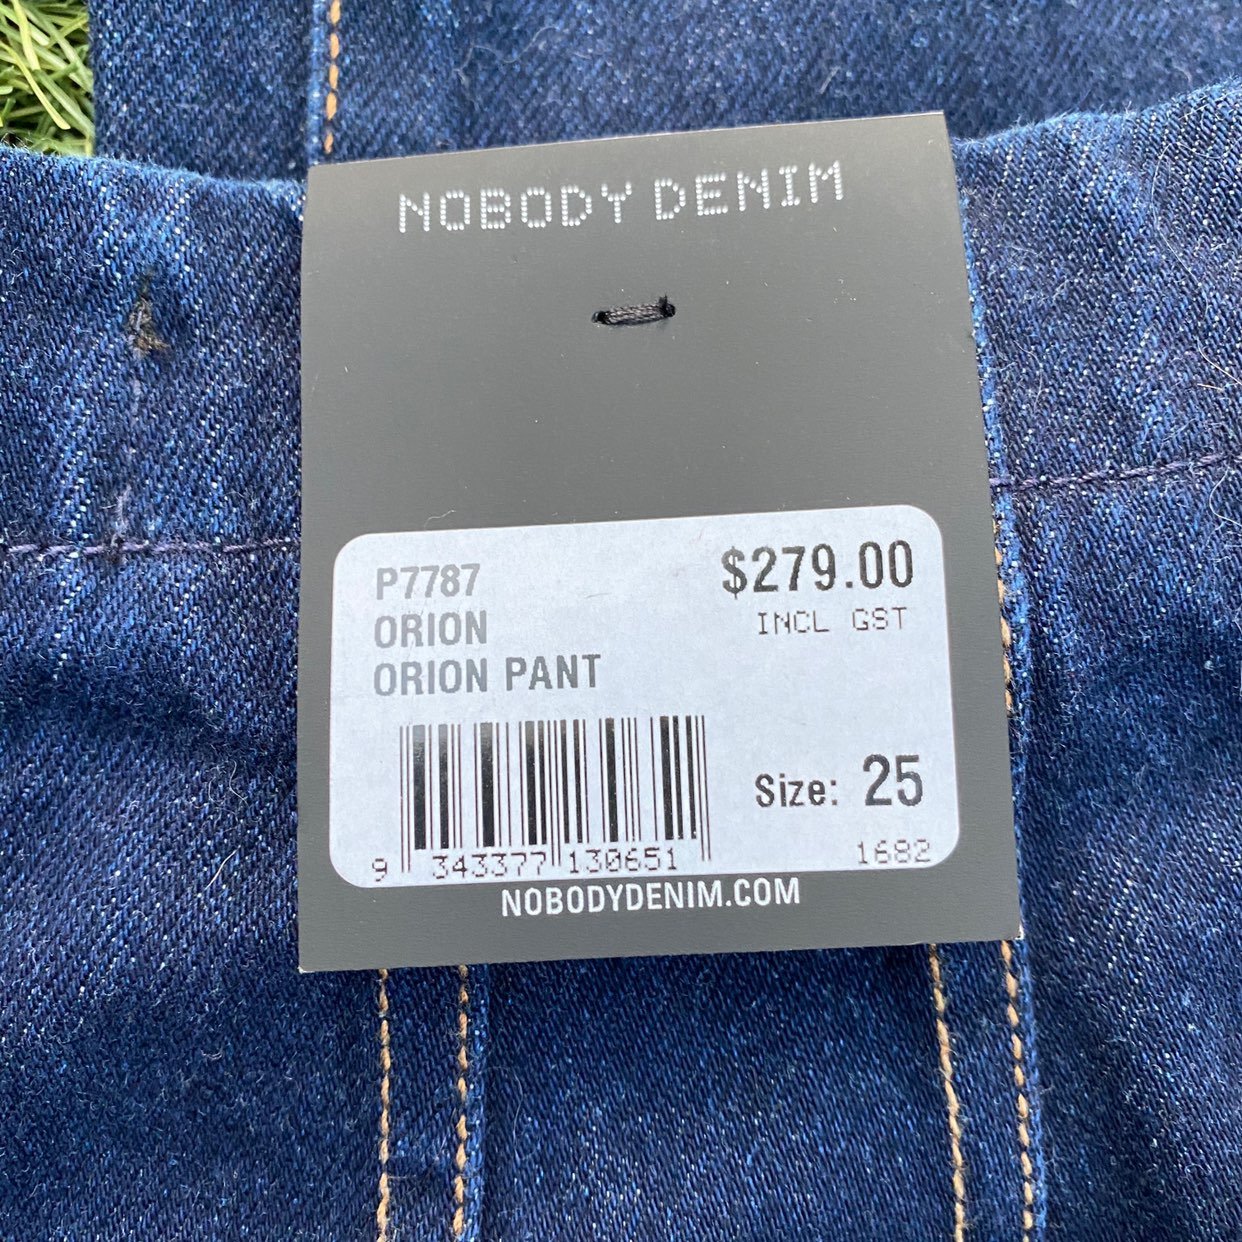 NOBODY DENIM
P7787
$279.00
ORION
INCL GST
ORION PANT
Size: 25
9 343377 130651
1682
NOBODYDENIM.COM